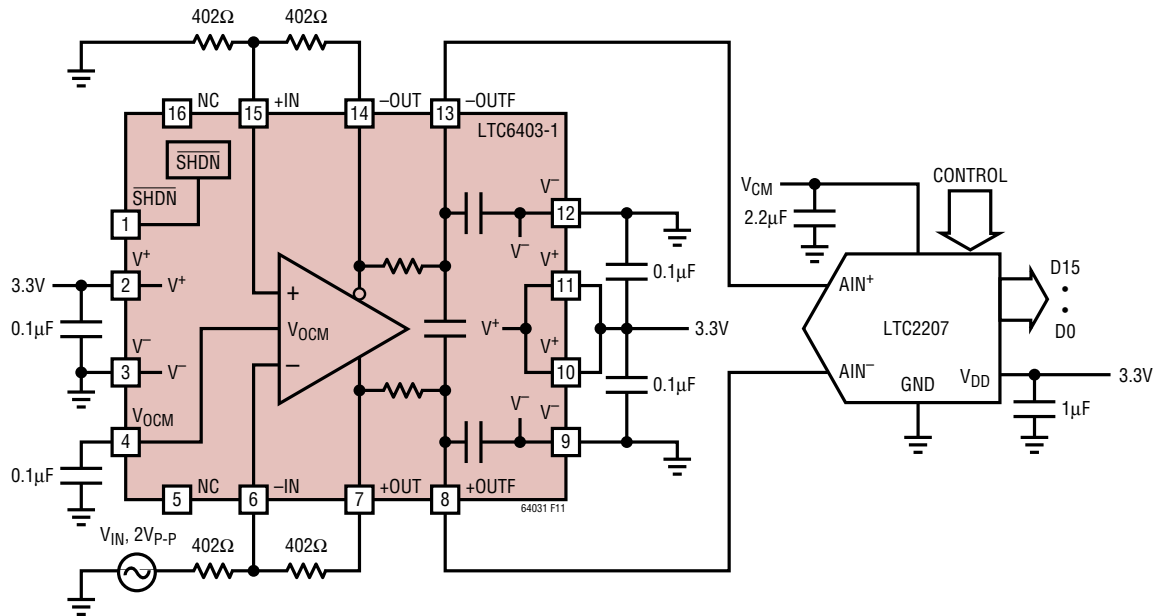 402Ω 402Ω
16 NC 15 +IN 14 –OUT 13 –OUTF
LTC6403-1
SHDN
SHDN
1
V+
3.3V 2 V+
0.1µF
V–
3 V–
VOCM
4
0.1µF
+
VOCM
–
V–
12
V–
V+
11
0.1µF
V+
3.3V
V+
10
0.1µF
V–
V–
9
5 NC 6 –IN 7 +OUT 8 +OUTF
64031 F11
VIN, 2VP-P
402Ω 402Ω
VCM
2.2µF
CONTROL
AIN+
LTC2207
AIN–
GND
VDD
D15
•
•
D0
3.3V
1µF